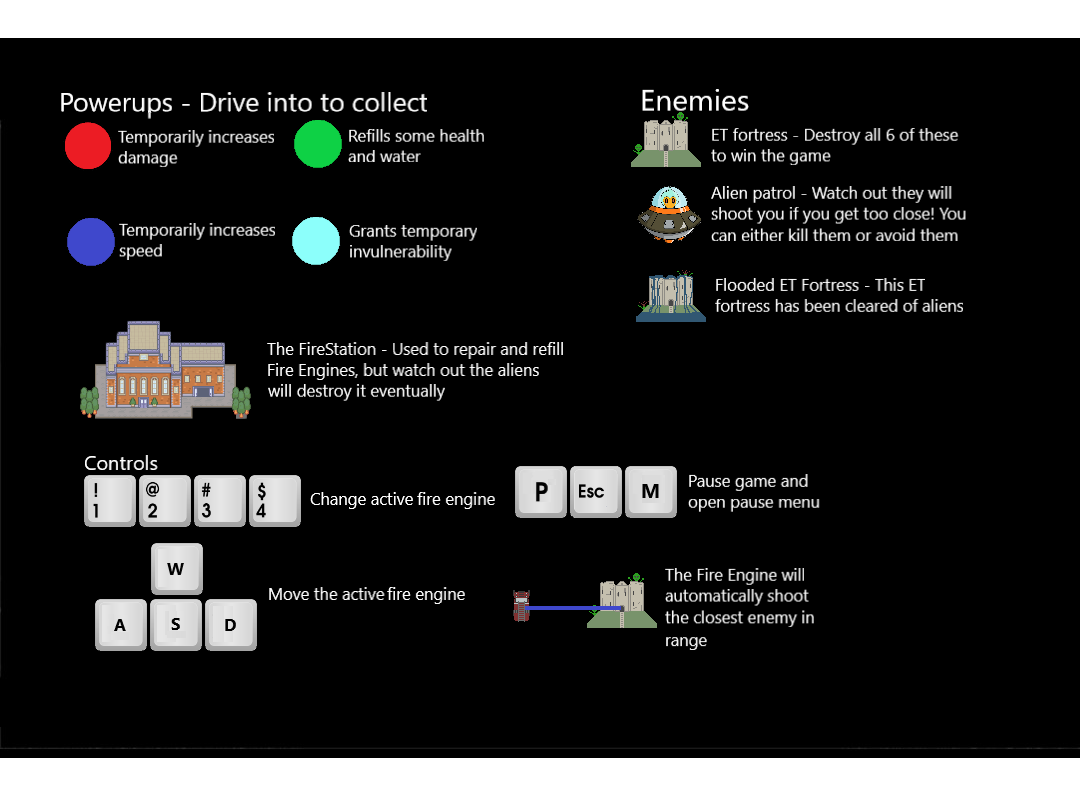 Powerups - Drive into to collect
Temporarily increases
damage
Refills some health
and water
Temporarily increases
speed
Grants temporary
invulnerability
Enemies
ET fortress - Destroy all 6 of these
to win the game
Alien patrol - Watch out they will
shoot you if you get too close! You
can either kill them or avoid them
Flooded ET Fortress - This ET
fortress has been cleared of aliens
The FireStation - Used to repair and refill
Fire Engines, but watch out the aliens
will destroy it eventually
Controls
! @ # $
1 2 3 4
Change active fire engine
P Esc M
Pause game and
open pause menu
W
A S D
Move the active fire engine
The Fire Engine will
automatically shoot
the closest enemy in
range